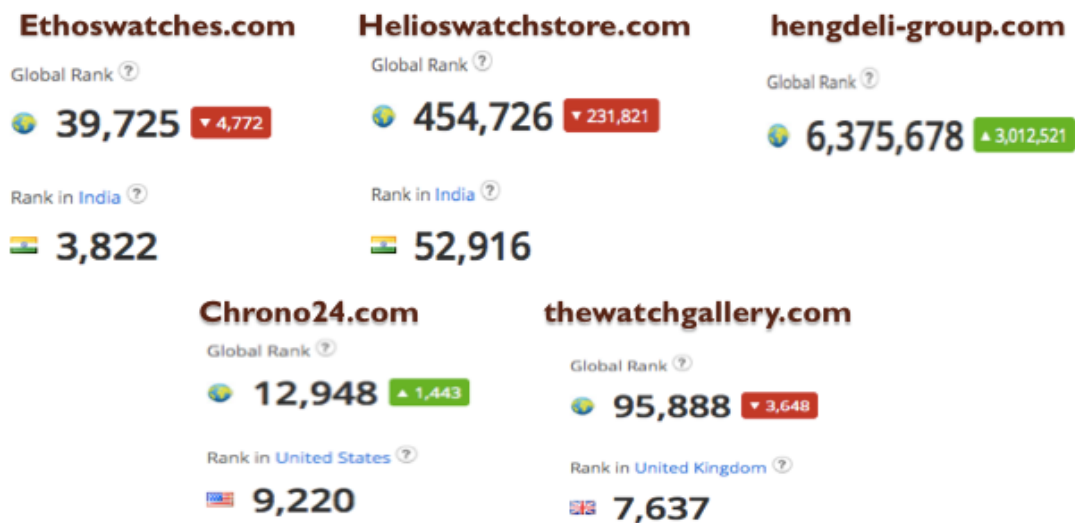 Ethoswatches.com
Global Rank ?
39,725 ▼ 4,772
Rank in India ?
3,822
Helioswatchstore.com
Global Rank ?
454,726 ▼ 231,821
Rank in India ?
52,916
hengdeli-group.com
Global Rank ?
6,375,678 ▲ 3,012,521
Chrono24.com
Global Rank ?
12,948 ▲ 1,443
Rank in United States ?
9,220
thewatchgallery.com
Global Rank ?
95,888 ▼ 3,648
Rank in United Kingdom ?
7,637